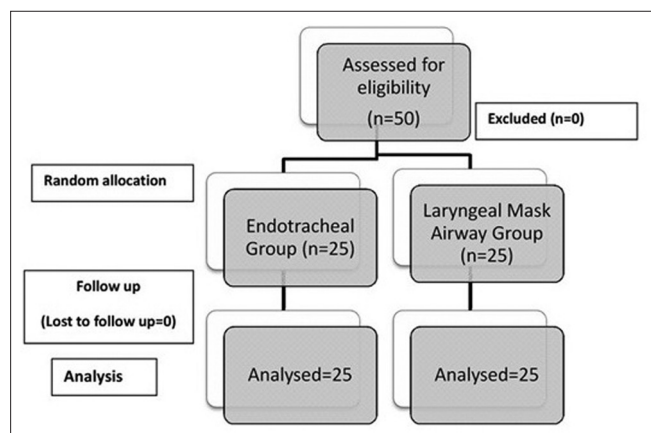 Assessed for
eligibility
(n=50)
Excluded (n=0)
Random allocation
Endotracheal
Group (n=25)
Laryngeal Mask
Airway Group
(n=25)
Follow up
(Lost to follow up=0)
Analysis
Analysed=25
Analysed=25